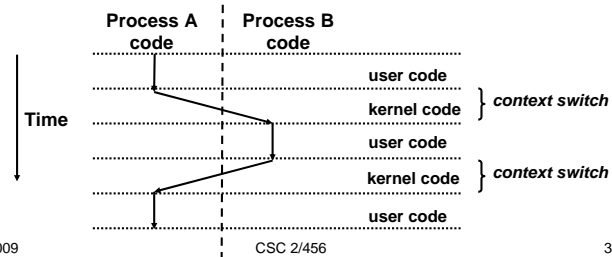 Process A code
Process B code
user code
kernel code
} context switch
Time
user code
kernel code
} context switch
user code
009
CSC 2/456
3